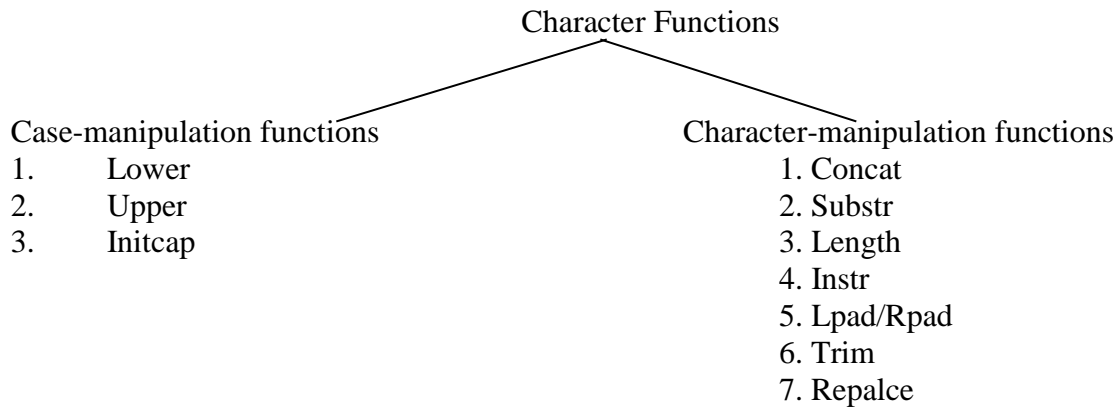 Character Functions
Case-manipulation functions
1. Lower
2. Upper
3. Initcap
Character-manipulation functions
1. Concat
2. Substr
3. Length
4. Instr
5. Lpad/Rpad
6. Trim
7. Repalce